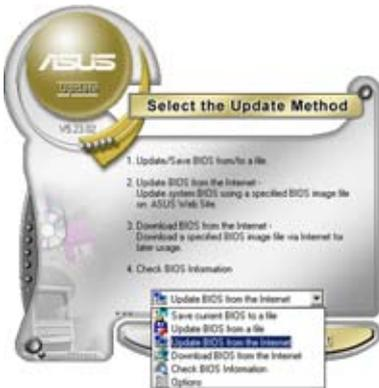 ASUS
Update
V5.23.02
Select the Update Method
1. Update/Save BIOS from/to a file.
2. Update BIOS from the Internet -
Update system BIOS using a specified BIOS image file
on ASUS Web Site.
3. Download BIOS from the Internet -
Download a specified BIOS image file via Internet for
later usage.
4. Check BIOS Information
Update BIOS from the Internet
Save current BIOS to a file
Update BIOS from a file
Update BIOS from the Internet
Download BIOS from the Internet
Check BIOS Information
Options